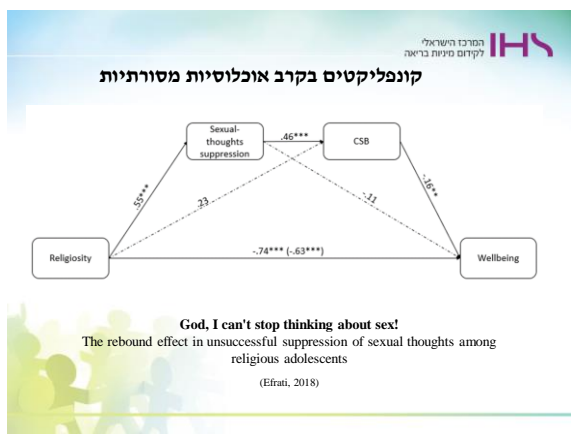 המרכז הישראלי
לקידום מיניות בריאה
IHS
קונפליקטים בקרב אוכלוסיות מסורתיות
Sexual-
thoughts
suppression
.46***
CSB
.55***
.23
-.11
-.16**
Religiosity
-.74*** (-.63***)
Wellbeing
God, I can't stop thinking about sex!
The rebound effect in unsuccessful suppression of sexual thoughts among
religious adolescents
(Efrati, 2018)